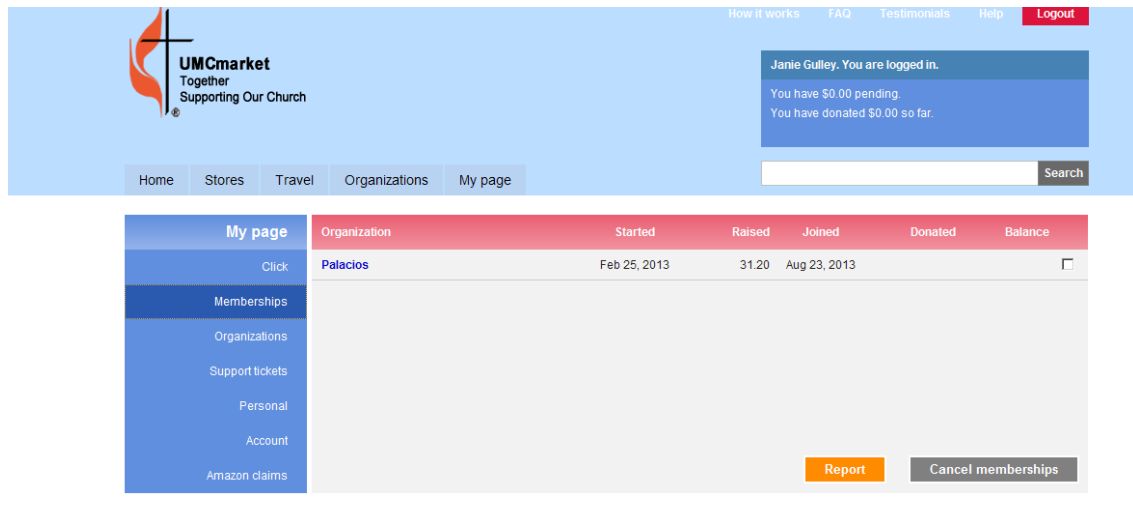 How it works FAQ Testimonials Help Logout
UMCmarket
Together
Supporting Our Church
®
Janie Gulley. You are logged in.
You have $0.00 pending.
You have donated $0.00 so far.
Home Stores Travel Organizations My page
Search
My page
Click
Memberships
Organizations
Support tickets
Personal
Account
Amazon claims
Organization Started Raised Joined Donated Balance
Palacios Feb 25, 2013 31.20 Aug 23, 2013
Report Cancel memberships